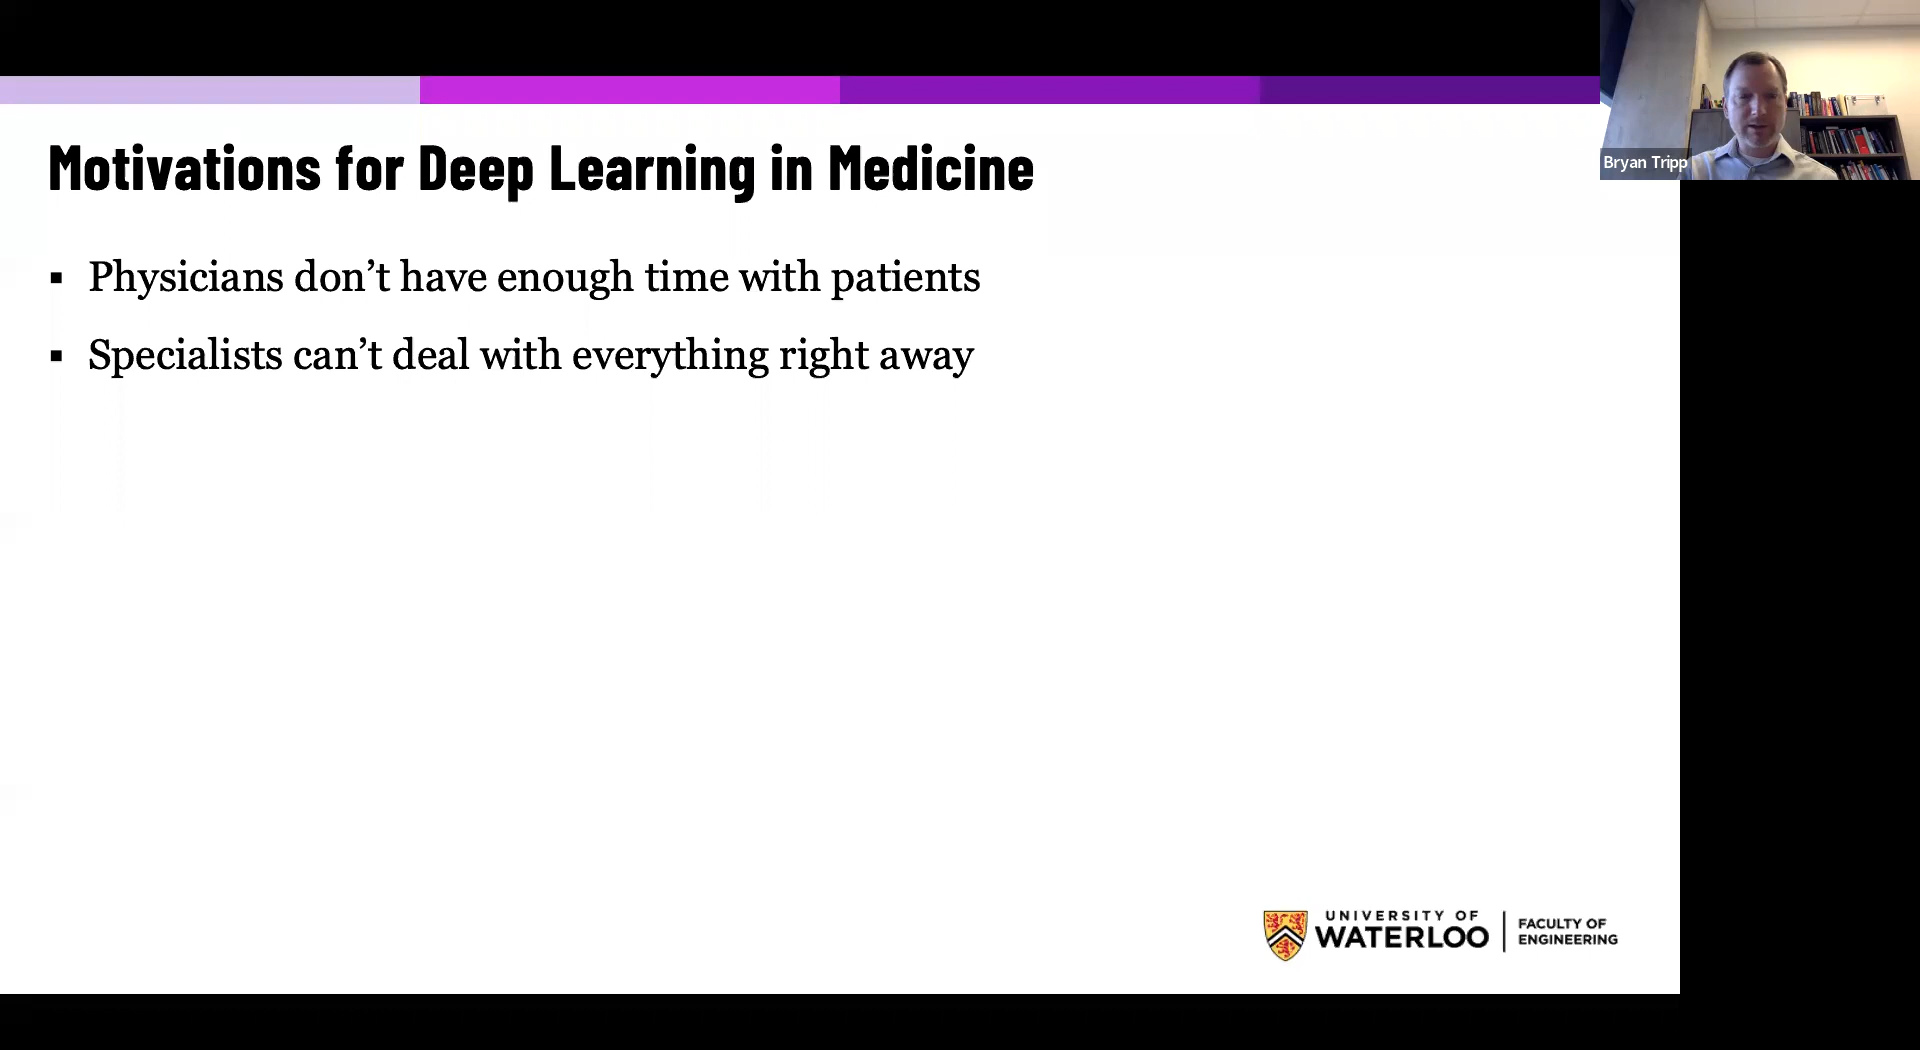 Motivations for Deep Learning in Medicine
▪ Physicians don’t have enough time with patients
▪ Specialists can’t deal with everything right away
Bryan Tripp
UNIVERSITY OF
WATERLOO
FACULTY OF
ENGINEERING